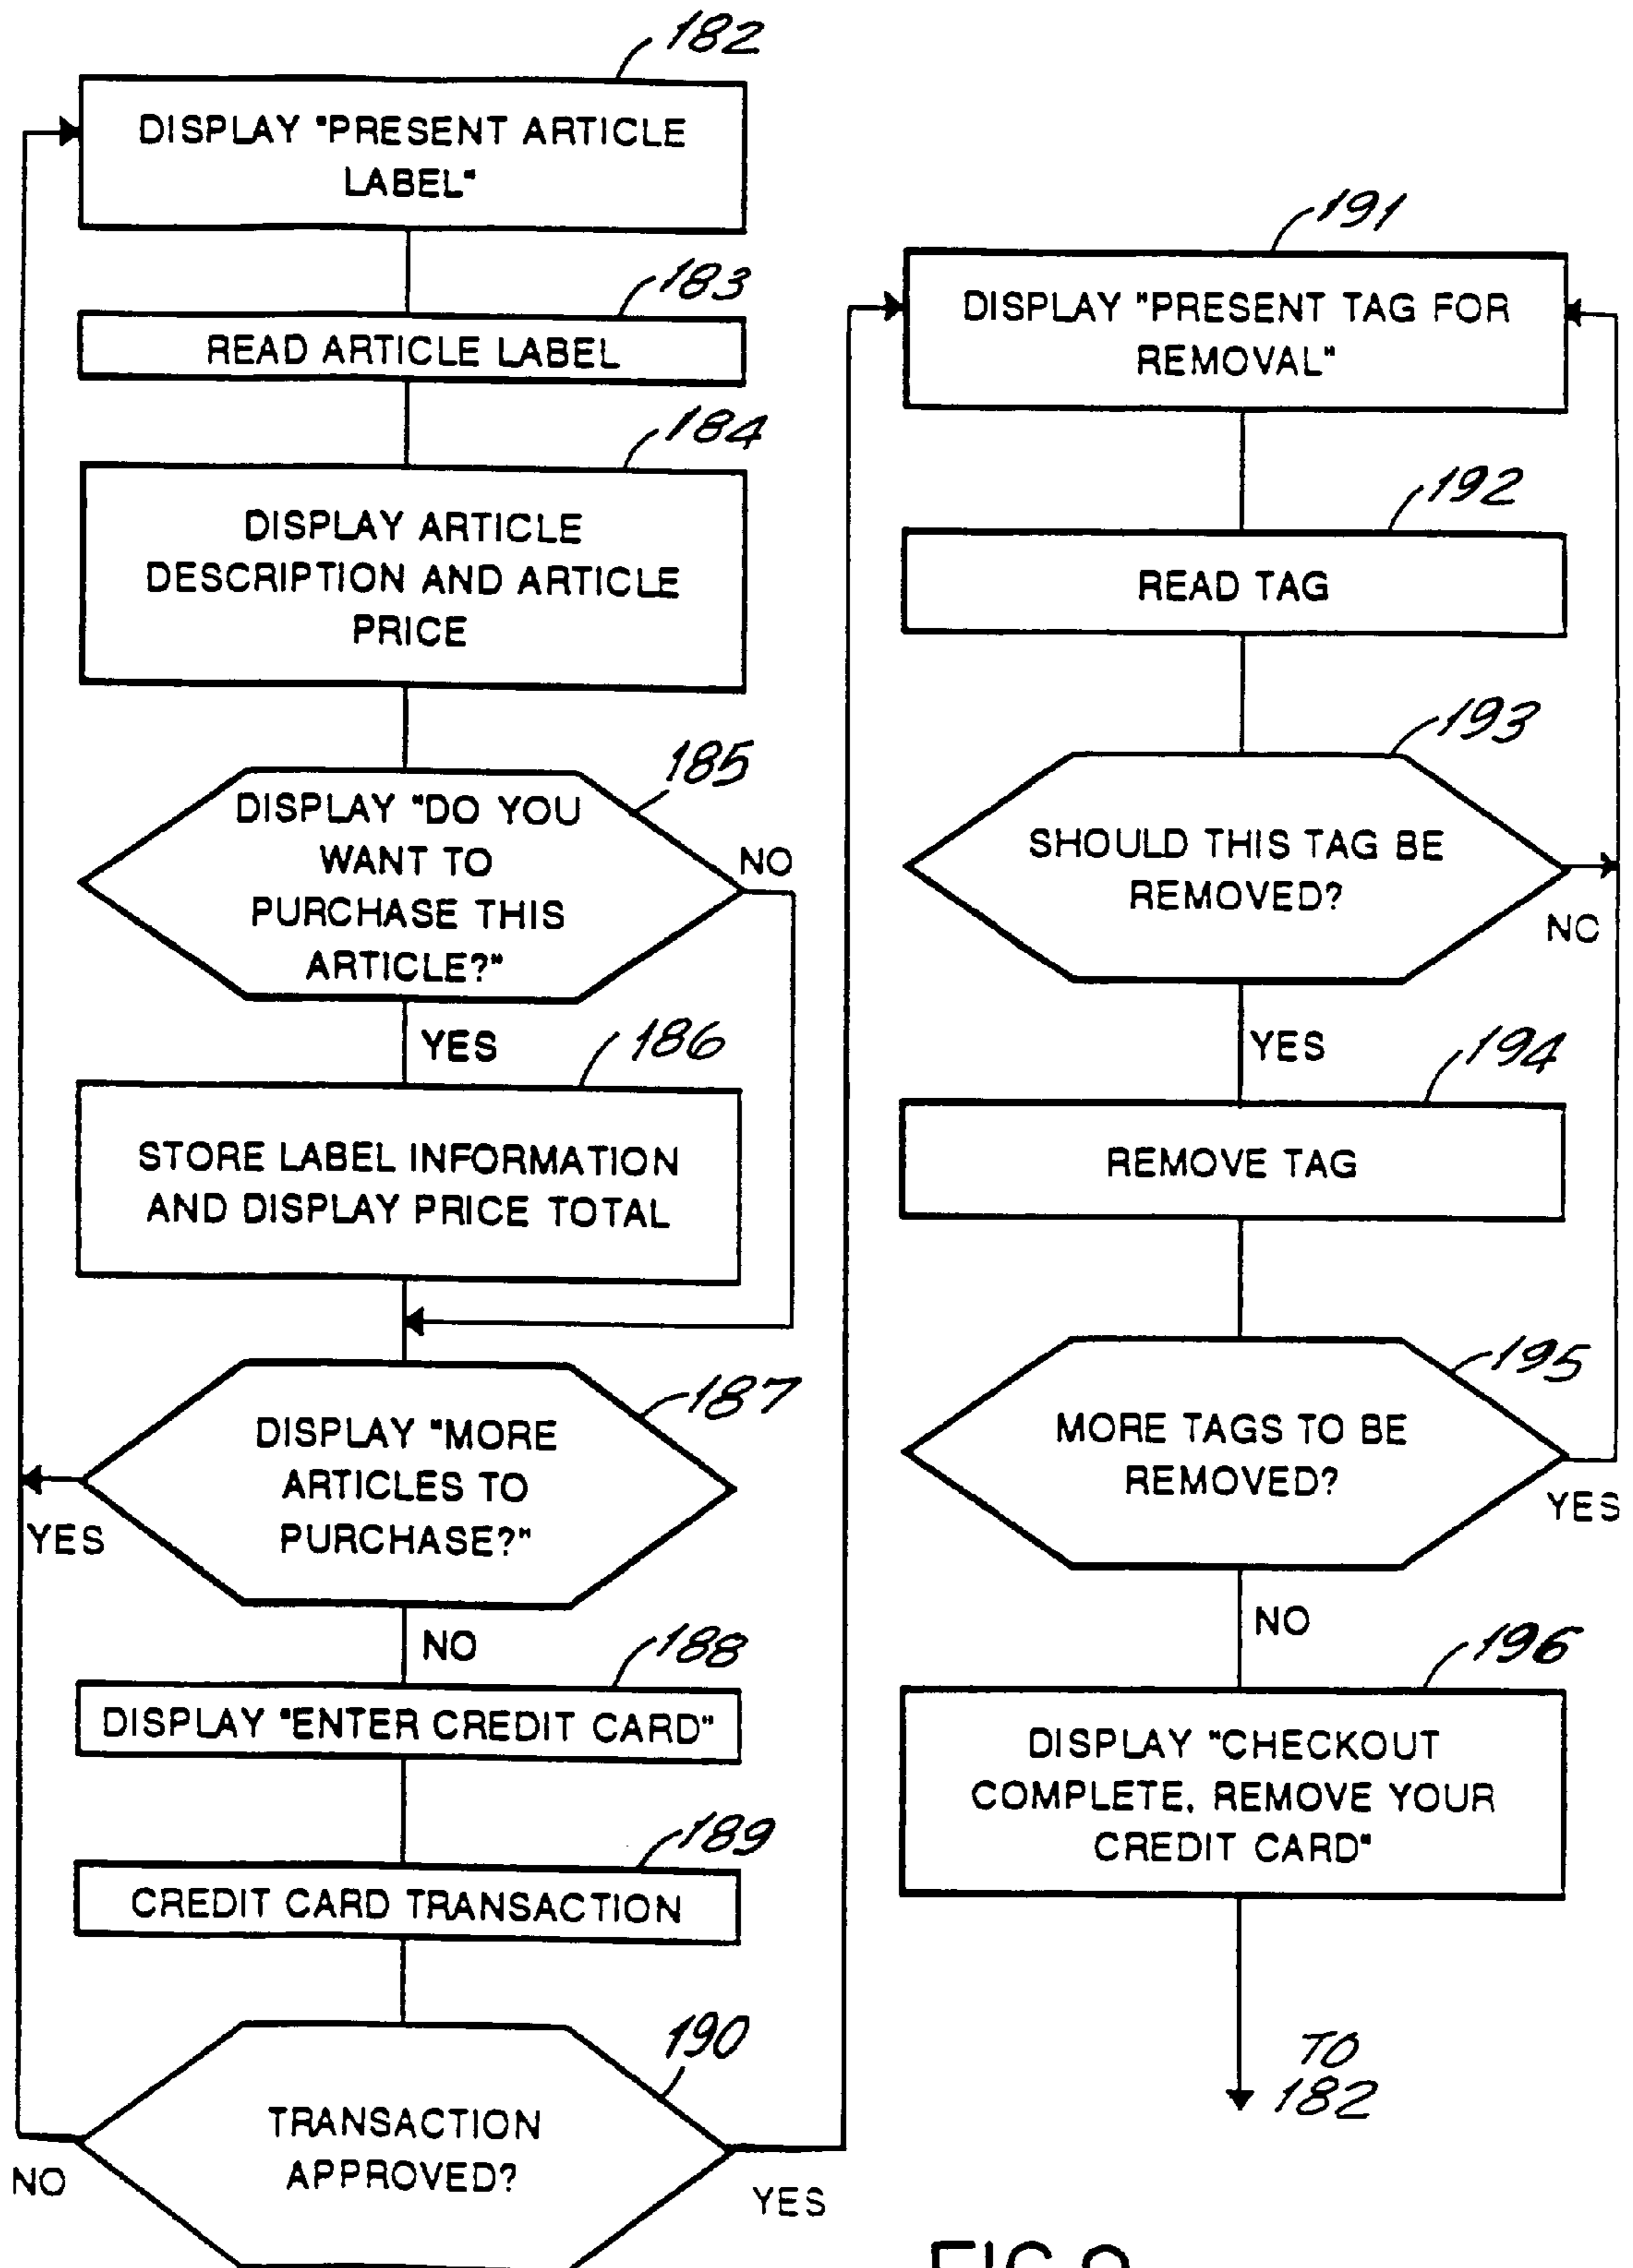 182
DISPLAY "PRESENT ARTICLE
LABEL"
183
READ ARTICLE LABEL
184
DISPLAY ARTICLE
DESCRIPTION AND ARTICLE
PRICE
185
DISPLAY "DO YOU
WANT TO
PURCHASE THIS
ARTICLE?"
NO
YES
186
STORE LABEL INFORMATION
AND DISPLAY PRICE TOTAL
187
DISPLAY "MORE
ARTICLES TO
PURCHASE?"
YES
NO
188
DISPLAY "ENTER CREDIT CARD"
189
CREDIT CARD TRANSACTION
190
TRANSACTION
APPROVED?
NO
YES
191
DISPLAY "PRESENT TAG FOR
REMOVAL"
192
READ TAG
193
SHOULD THIS TAG BE
REMOVED?
NO
YES
194
REMOVE TAG
195
MORE TAGS TO BE
REMOVED?
YES
NO
196
DISPLAY "CHECKOUT
COMPLETE, REMOVE YOUR
CREDIT CARD"
TO
182